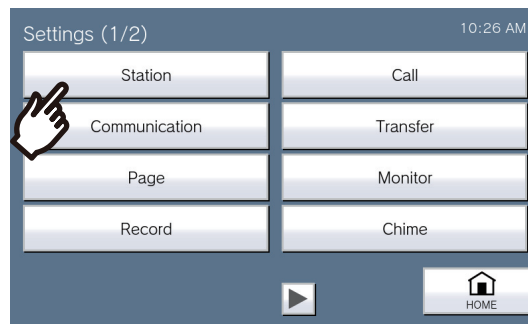 Settings (1/2)
10:26 AM
Station
Call
Communication
Transfer
Page
Monitor
Record
Chime
HOME